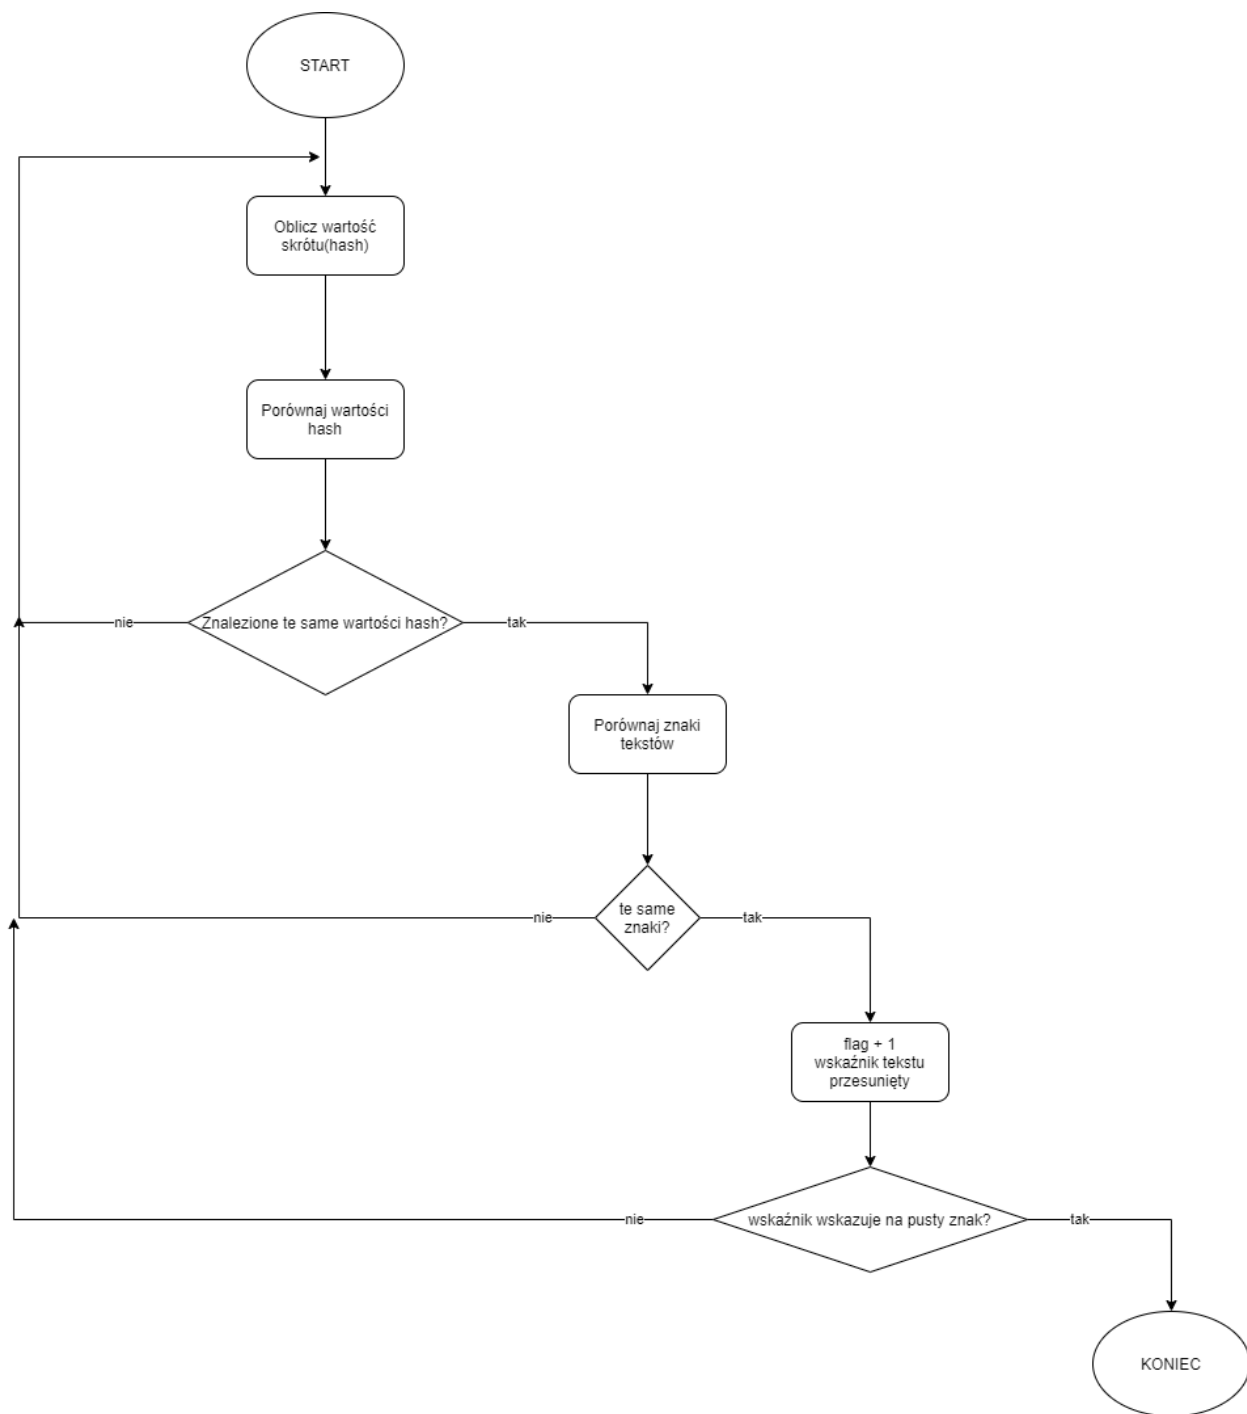 START
Oblicz wartość
skrótu(hash)
Porównaj wartości
hash
nie
Znalezione te same wartości hash?
tak
Porównaj znaki
tekstów
nie
te same
znaki?
tak
flag + 1
wskaźnik tekstu
przesunięty
nie
wskaźnik wskazuje na pusty znak?
tak
KONIEC